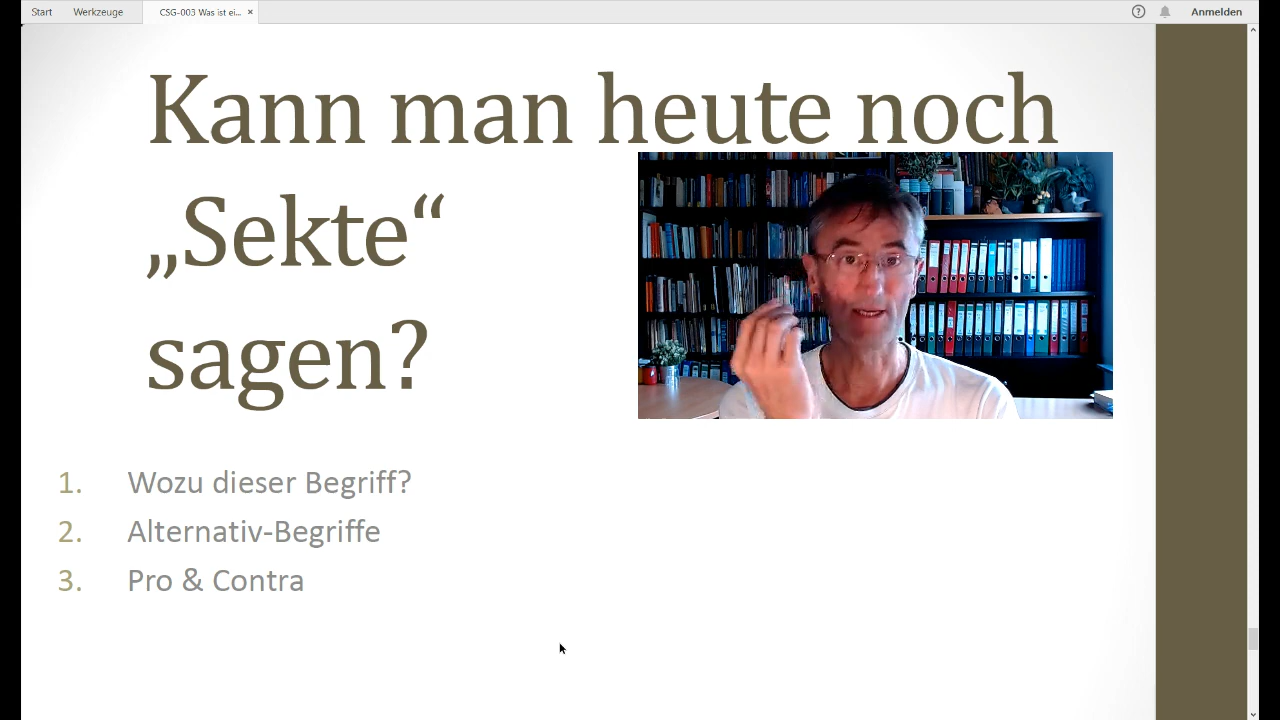 Start Werkzeuge CSG-003 Was ist ei... × ? Anmelden
Kann man heute noch
„Sekte“
sagen?
1. Wozu dieser Begriff?
2. Alternativ-Begriffe
3. Pro & Contra